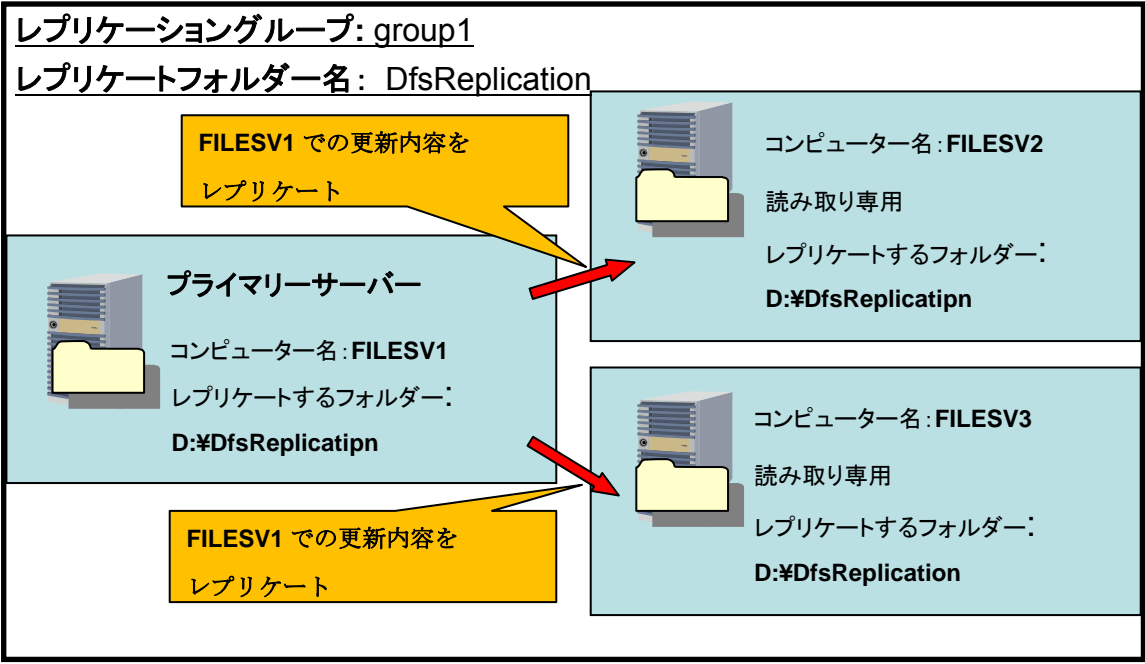 レプリケーショングループ: group1
レプリケートフォルダー名： DfsReplication
FILESV1 での更新内容を
レプリケート
コンピューター名：FILESV2
読み取り専用
レプリケートするフォルダー：
D:¥DfsReplicatipn
プライマリーサーバー
コンピューター名：FILESV1
レプリケートするフォルダー：
D:¥DfsReplicatipn
コンピューター名：FILESV3
読み取り専用
レプリケートするフォルダー：
D:¥DfsReplication
FILESV1 での更新内容を
レプリケート